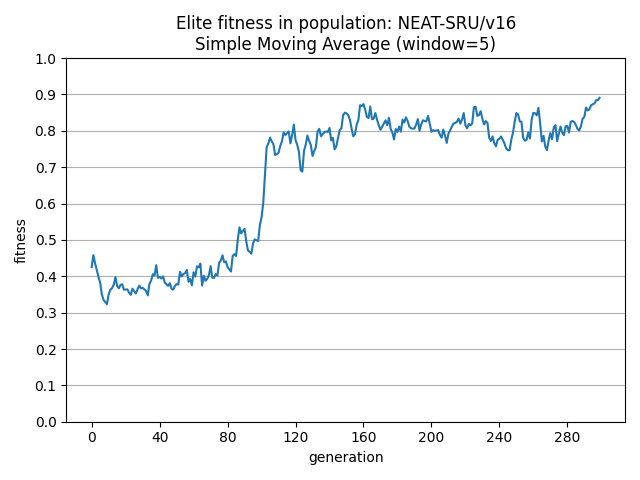 Elite fitness in population: NEAT-SRU/v16
Simple Moving Average (window=5)
1.0
0.9
0.8
0.7
0.6
0.5
0.4
0.3
0.2
0.1
0.0
fitness
0 40 80 120 160 200 240 280
generation